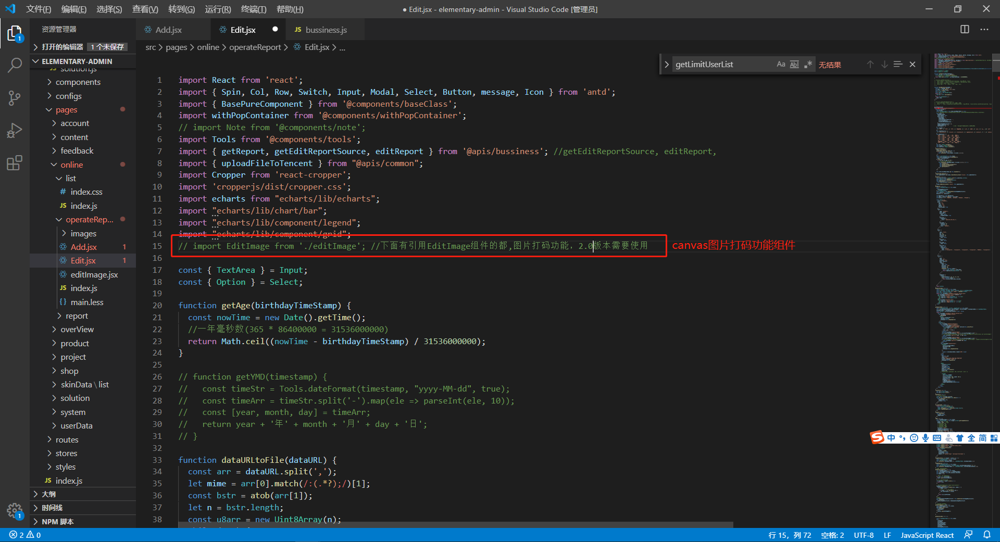 文件(F) 编辑(E) 选择(S) 查看(V) 转到(G) 运行(R) 终端(T) 帮助(H)
● Edit.jsx - elementary-admin - Visual Studio Code [管理员]
资源管理器
打开的编辑器 1 个未保存
ELEMENTARY-ADMIN
JS solution.js
components
configs
pages
account
content
feedback
online
list
# index.css
JS index.js
operateRep...
images
Add.jsx 1
Edit.jsx 1
editImage.jsx
JS index.js
{} main.less
report
overView
product
project
shop
skinData\list
solution
system
userData
routes
stores
styles
JS index.js
大纲
时间线
NPM 脚本
1
1
Add.jsx
Edit.jsx
JS bussiness.js
src > pages > online > operateReport > Edit.jsx > ...
getLimitUserList Aa Abl .* 无结果
1 import React from 'react';
2 import { Spin, Col, Row, Switch, Input, Modal, Select, Button, message, Icon } from 'antd';
3 import { BasePureComponent } from '@components/baseClass';
4 import withPopContainer from '@components/withPopContainer';
5 // import Note from '@components/note';
6 import Tools from '@components/tools';
7 import { getReport, getEditReportSource, editReport } from '@apis/bussiness'; //getEditReportSource, editReport,
8 import { uploadFileToTencent } from "@apis/common";
9 import Cropper from 'react-cropper';
10 import 'cropperjs/dist/cropper.css';
11 import echarts from "echarts/lib/echarts";
12 import "echarts/lib/chart/bar";
13 import "echarts/lib/component/legend";
14 import "echarts/lib/component/grid";
15 // import EditImage from './editImage'; //下面有引用EditImage组件的都,图片打码功能，2.0版本需要使用
canvas图片打码功能组件
16
17 const { TextArea } = Input;
18 const { Option } = Select;
19
20 function getAge(birthdayTimeStamp) {
21 const nowTime = new Date().getTime();
22 //一年毫秒数(365 * 86400000 = 31536000000)
23 return Math.ceil((nowTime - birthdayTimeStamp) / 31536000000);
24 }
25
26 // function getYMD(timestamp) {
27 // const timeStr = Tools.dateFormat(timestamp, "yyyy-MM-dd", true);
28 // const timeArr = timeStr.split('-').map(ele => parseInt(ele, 10));
29 // const [year, month, day] = timeArr;
30 // return year + '年' + month + '月' + day + '日';
31 // }
32
33 function dataURLtoFile(dataURL) {
34 const arr = dataURL.split(',');
35 let mime = arr[0].match(/:(.*?);/)[1];
36 const bstr = atob(arr[1]);
37 let n = bstr.length;
38 const u8arr = new Uint8Array(n);
S 中 全 简
2 0
行 15，列 72 空格: 2 UTF-8 LF JavaScript React